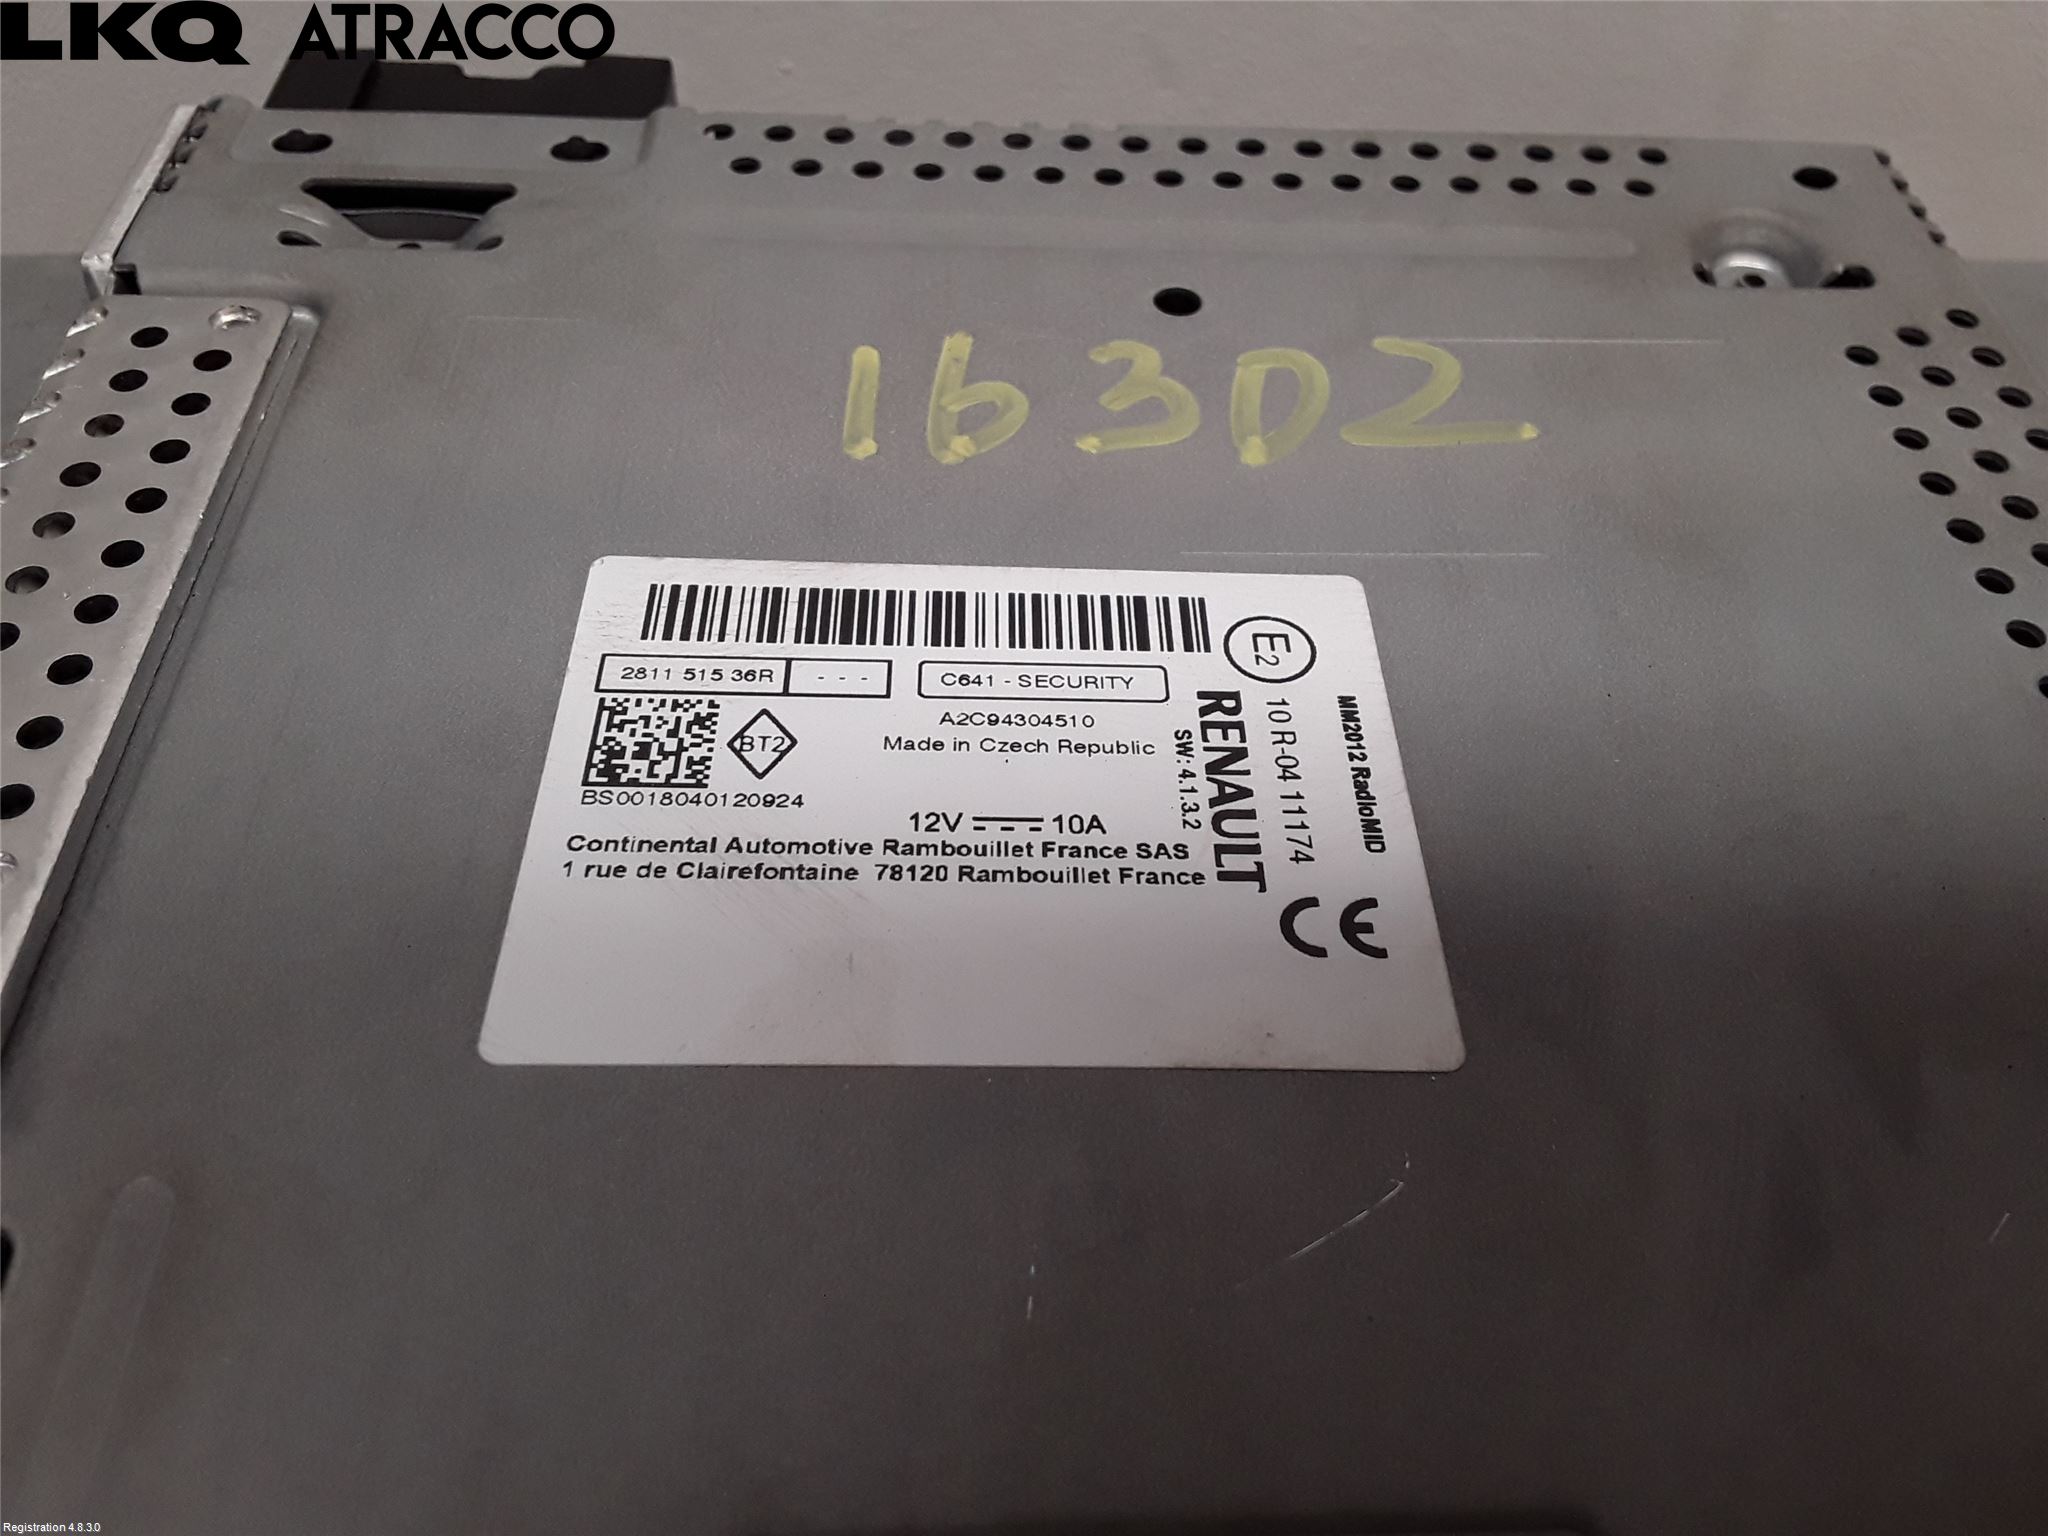 LKQ ATRACCO
16302
2811 515 36R - - - C641 - SECURITY
A2C94304510
BT2
Made in Czech Republic
BS0018040120924
12V 10A
Continental Automotive Rambouillet France SAS
1 rue de Clairefontaine 78120 Rambouillet France
SW: 4.1.3.2
RENAULT
E2
10 R-04 11174
MM2012 RadioMID
CE
Registration 4.8.3.0